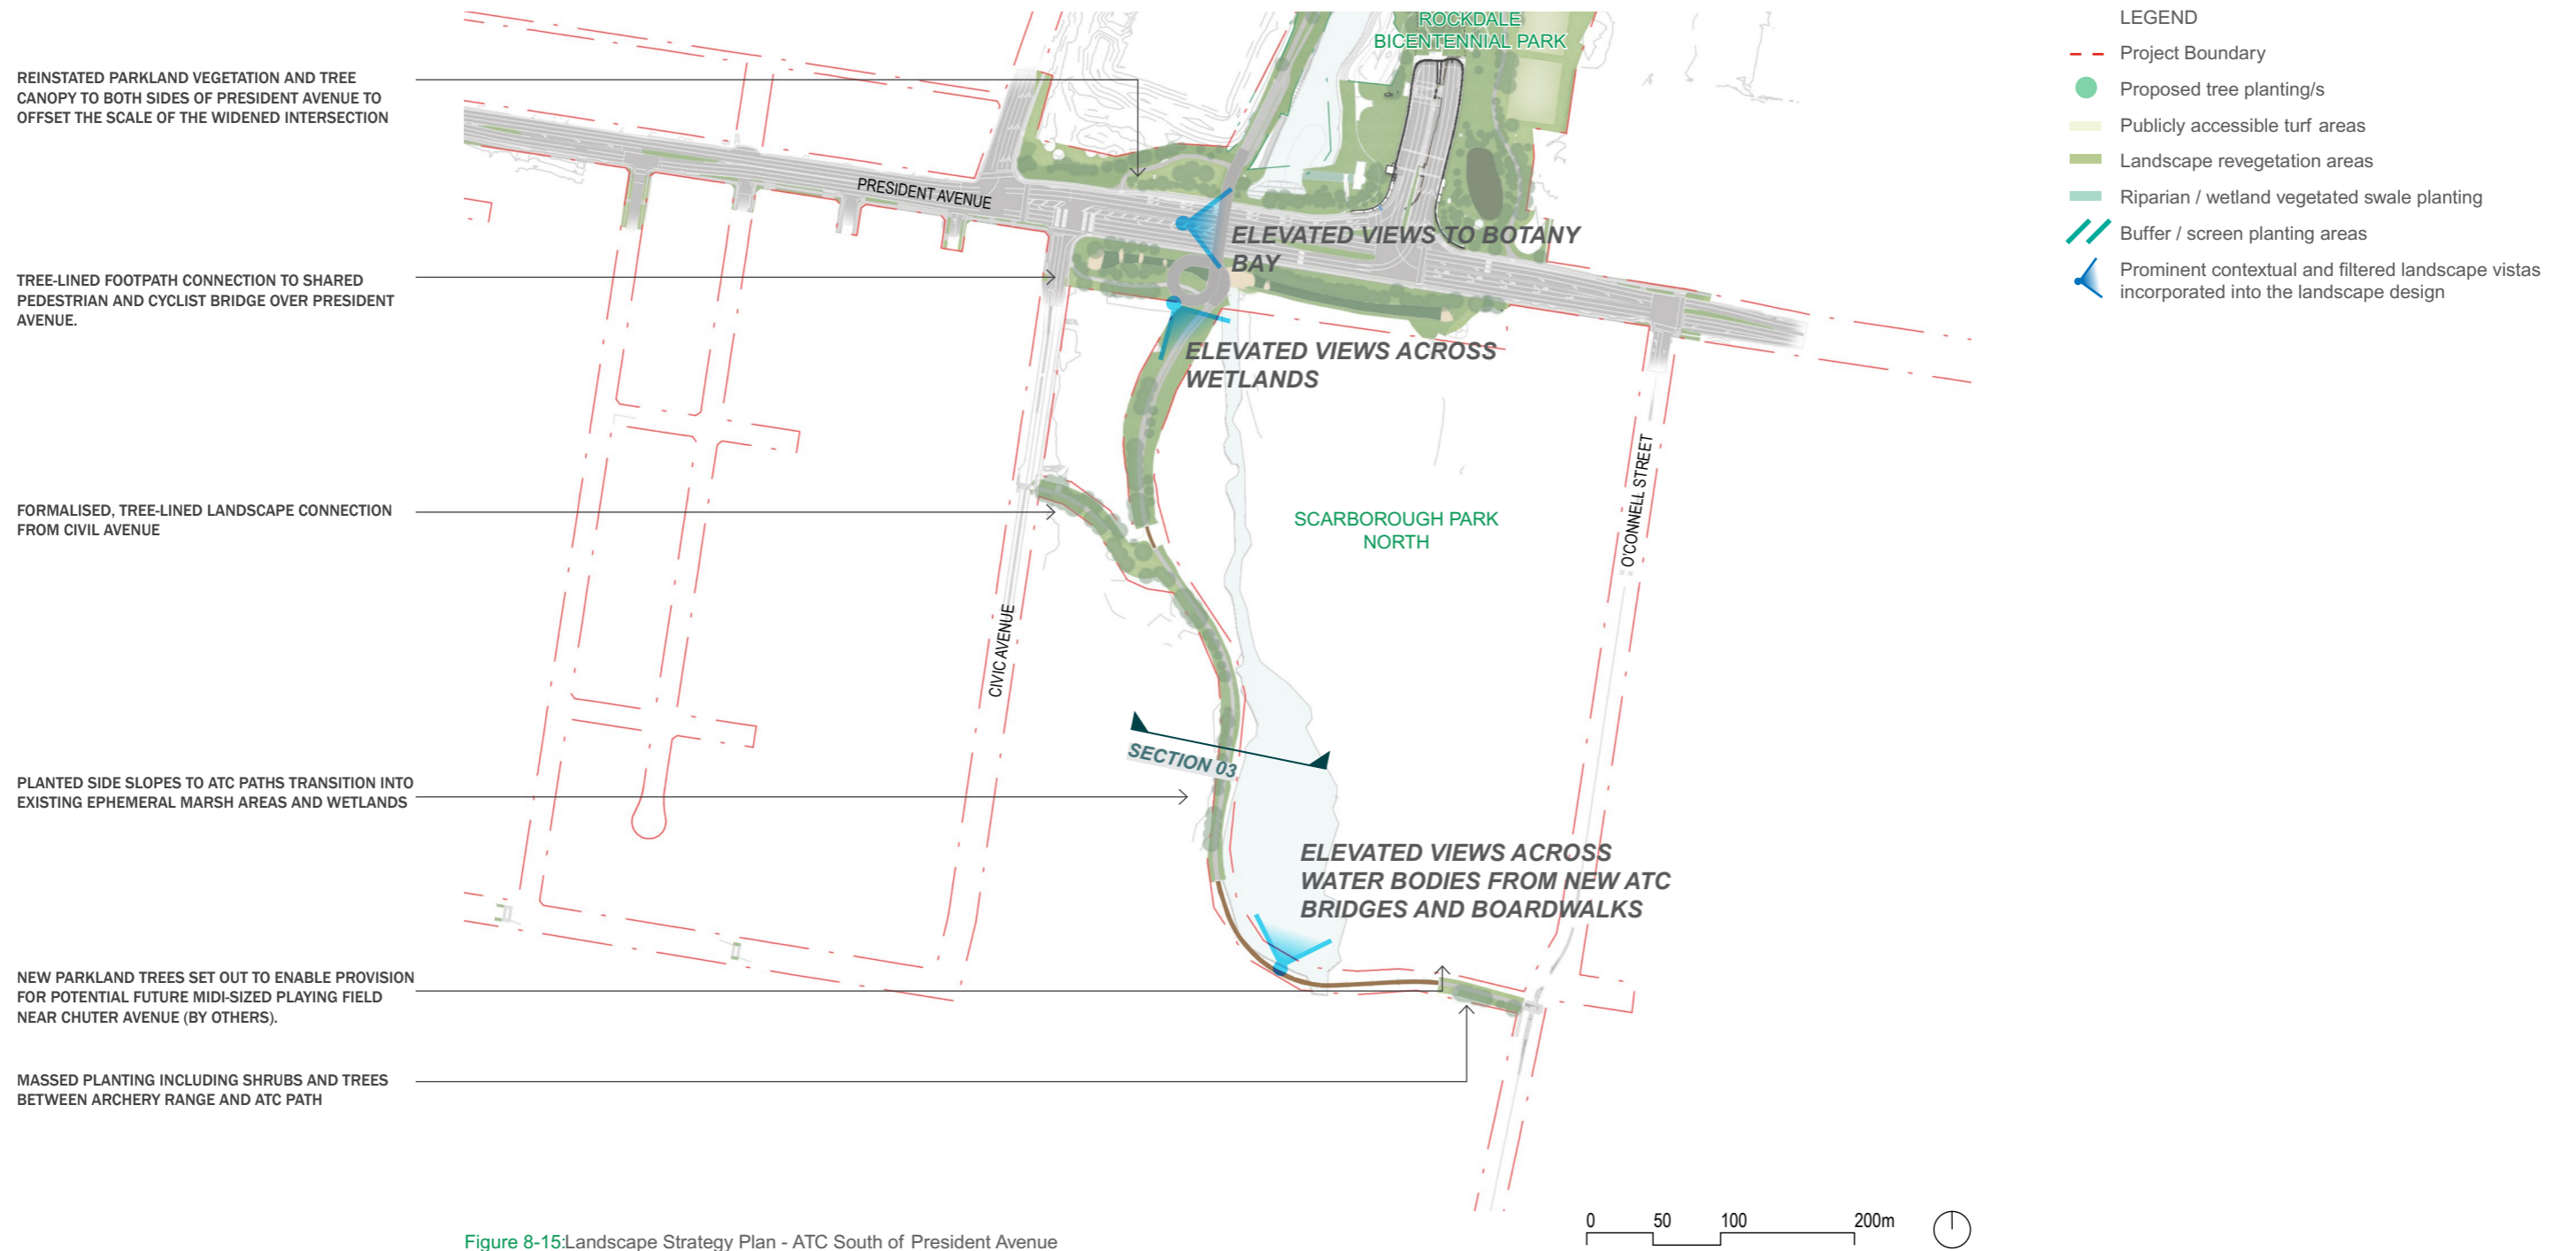 REINSTATED PARKLAND VEGETATION AND TREE
CANOPY TO BOTH SIDES OF PRESIDENT AVENUE TO
OFFSET THE SCALE OF THE WIDENED INTERSECTION
TREE-LINED FOOTPATH CONNECTION TO SHARED
PEDESTRIAN AND CYCLIST BRIDGE OVER PRESIDENT
AVENUE.
FORMALISED, TREE-LINED LANDSCAPE CONNECTION
FROM CIVIL AVENUE
PLANTED SIDE SLOPES TO ATC PATHS TRANSITION INTO
EXISTING EPHEMERAL MARSH AREAS AND WETLANDS
NEW PARKLAND TREES SET OUT TO ENABLE PROVISION
FOR POTENTIAL FUTURE MIDI-SIZED PLAYING FIELD
NEAR CHUTER AVENUE (BY OTHERS).
MASSED PLANTING INCLUDING SHRUBS AND TREES
BETWEEN ARCHERY RANGE AND ATC PATH
ROCKDALE
BICENTENNIAL PARK
PRESIDENT AVENUE
ELEVATED VIEWS TO BOTANY
BAY
ELEVATED VIEWS ACROSS
WETLANDS
SCARBOROUGH PARK
NORTH
O'CONNELL STREET
CIVIC AVENUE
SECTION 03
ELEVATED VIEWS ACROSS
WATER BODIES FROM NEW ATC
BRIDGES AND BOARDWALKS
LEGEND
Project Boundary
Proposed tree planting/s
Publicly accessible turf areas
Landscape revegetation areas
Riparian / wetland vegetated swale planting
Buffer / screen planting areas
Prominent contextual and filtered landscape vistas
incorporated into the landscape design
0 50 100 200m
Figure 8-15:Landscape Strategy Plan - ATC South of President Avenue